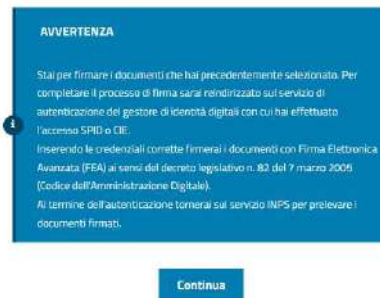 AVVERTENZA
Stai per firmare i documenti che hai precedentemente selezionato. Per
completare il processo di firma sarai reindirizzato sul servizio di
autenticazione del gestore di identità digitali con cui hai effettuato
l'accesso SPID o CIE.
Inserendo le credenziali corrette firmerai i documenti con Firma Elettronica
Avanzata (FEA) ai sensi del decreto legislativo n. 82 del 7 marzo 2005
(Codice dell'Amministrazione Digitale).
Al termine dell'autenticazione tornerai sul servizio INPS per prelevare i
documenti firmati.
i
Continua